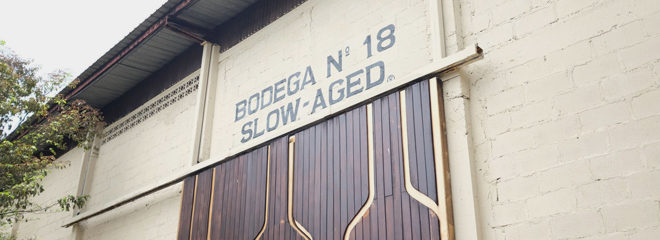 BODEGA Nº 18
SLOW-AGED